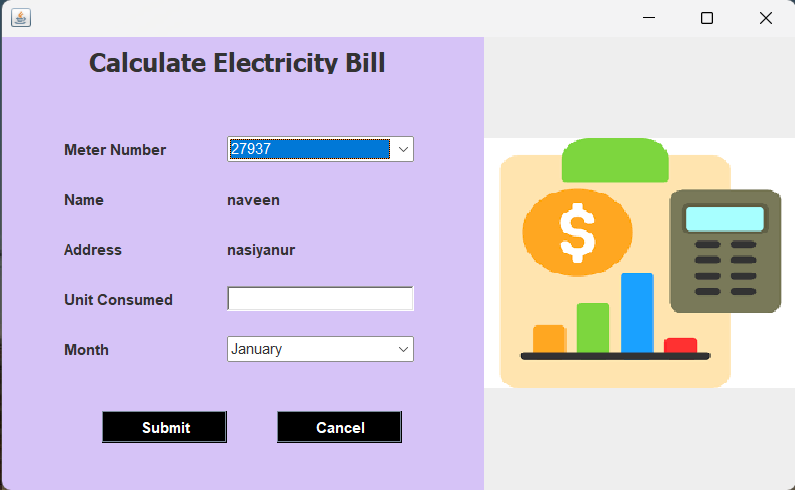 Calculate Electricity Bill
Meter Number 27937
Name naveen
Address nasiyanur
Unit Consumed
Month January
Submit Cancel
$